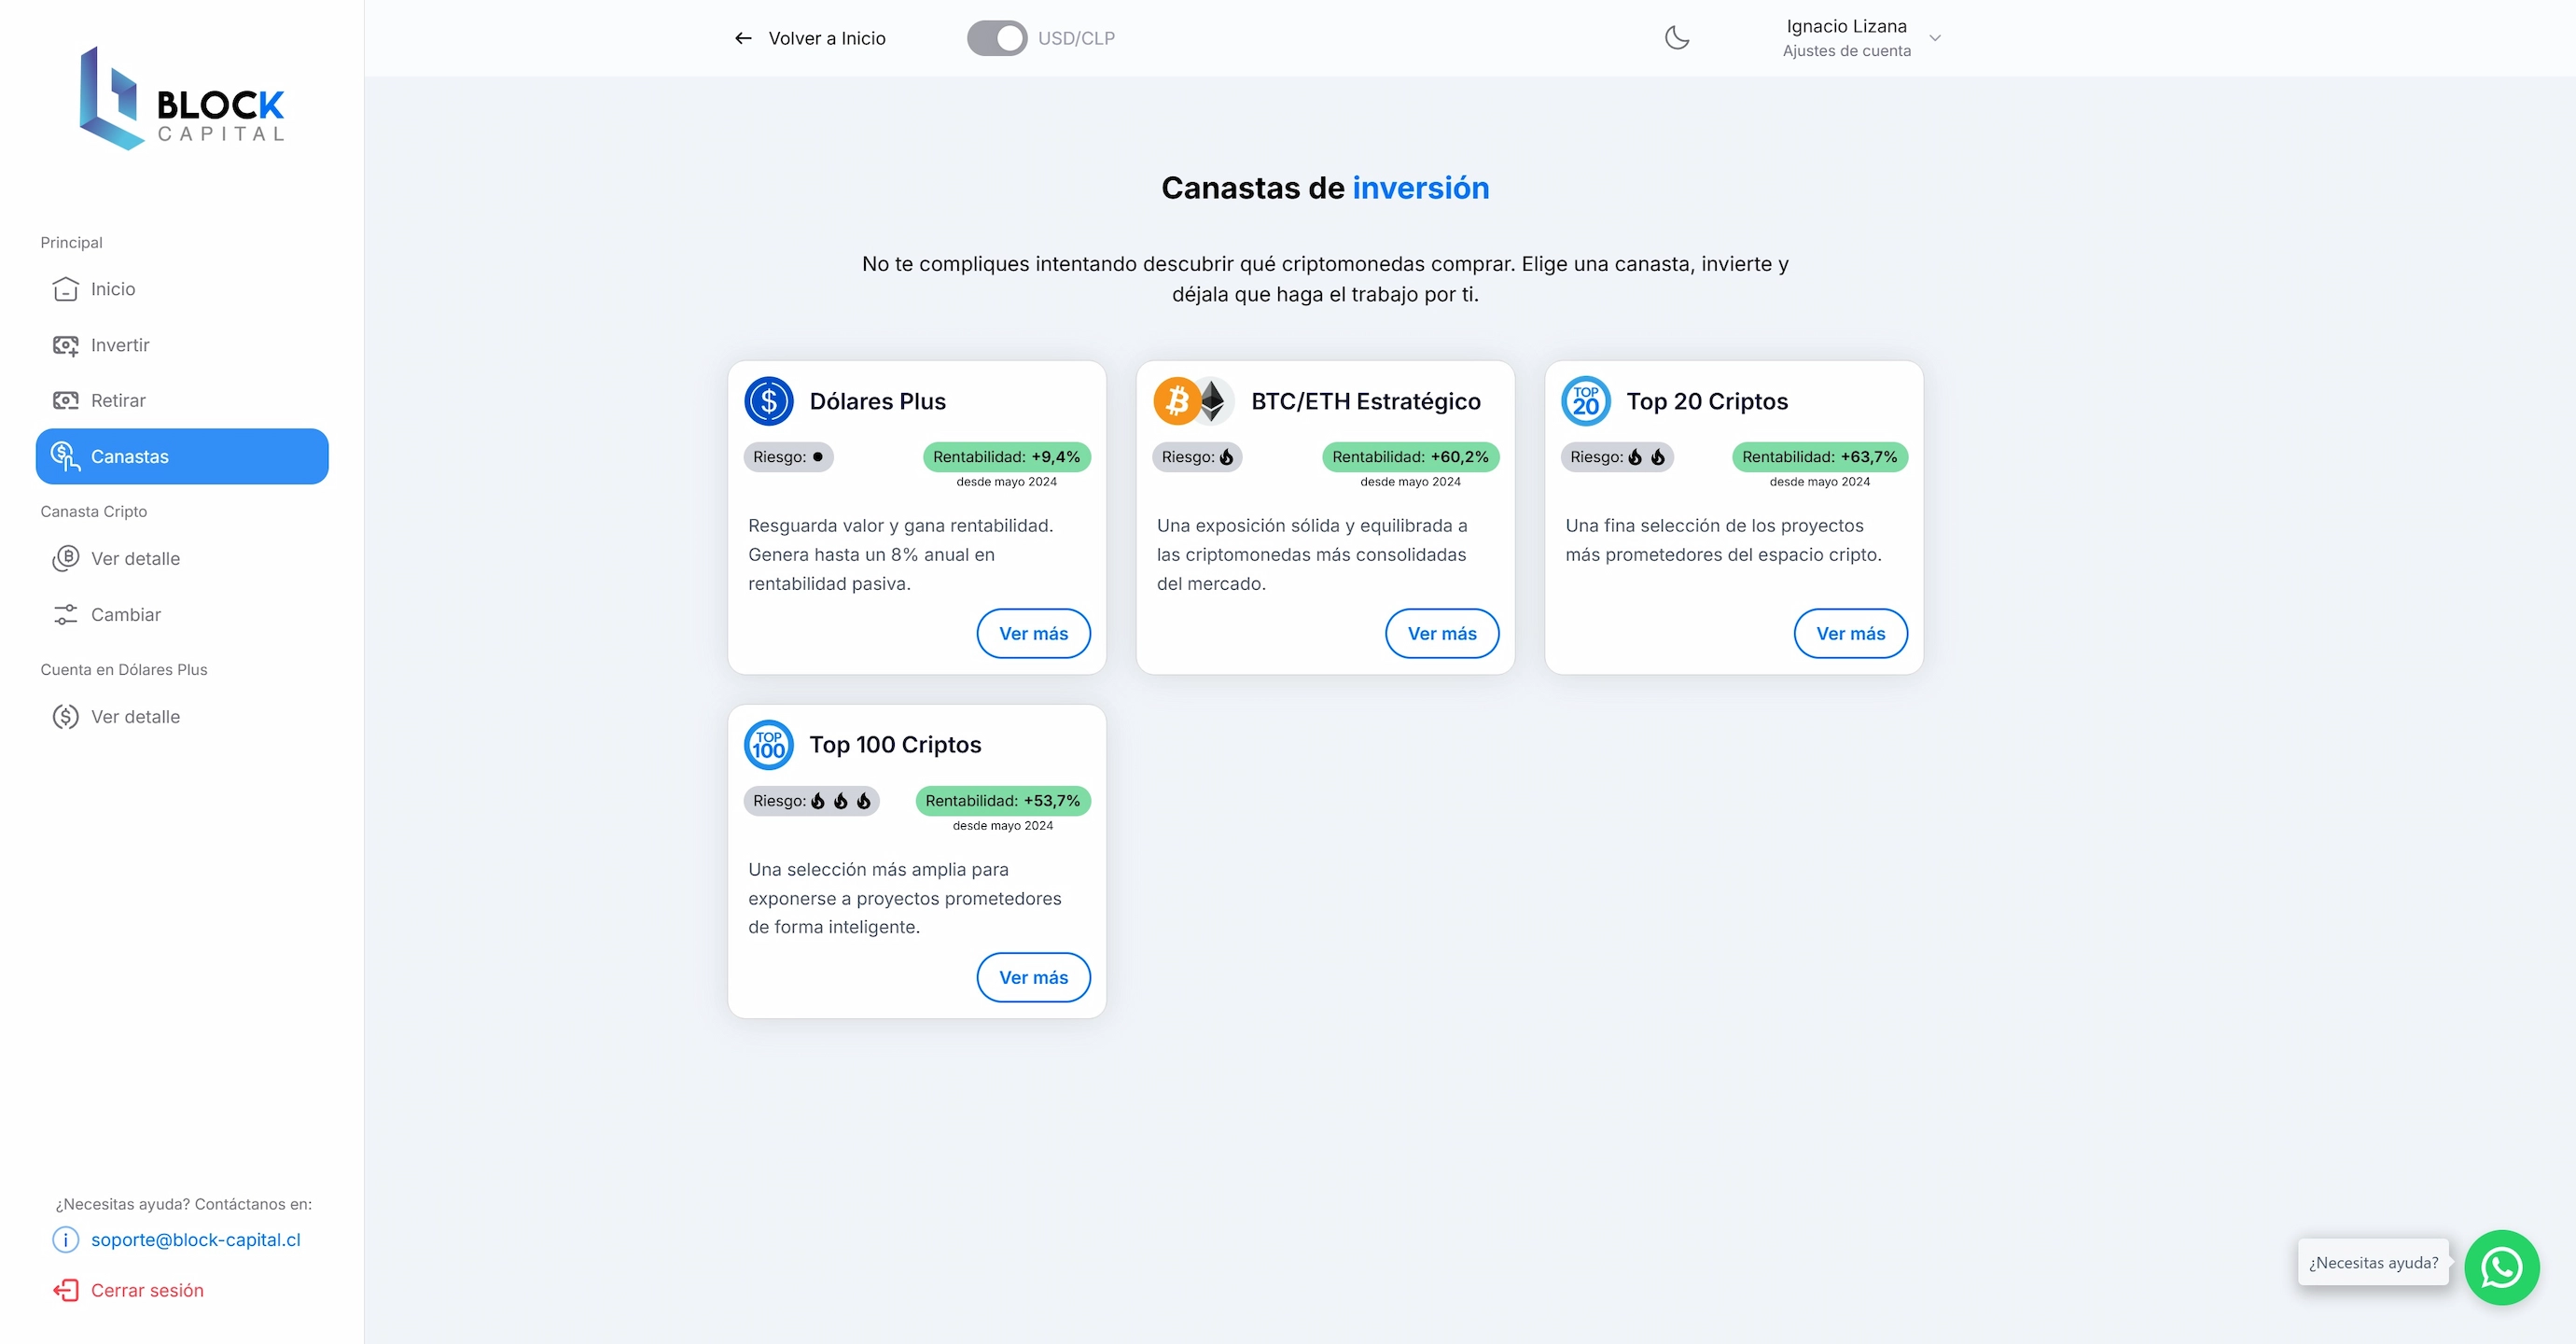 BLOCK
CAPITAL
Principal
Inicio
Invertir
Retirar
Canastas
Canasta Cripto
Ver detalle
Cambiar
Cuenta en Dólares Plus
Ver detalle
¿Necesitas ayuda? Contáctanos en:
soporte@block-capital.cl
Cerrar sesión
Volver a Inicio
USD/CLP
Ignacio Lizana
Ajustes de cuenta
Canastas de inversión
No te compliques intentando descubrir qué criptomonedas comprar. Elige una canasta, invierte y
déjala que haga el trabajo por ti.
Dólares Plus
Riesgo:
Rentabilidad: +9,4%
desde mayo 2024
Resguarda valor y gana rentabilidad.
Genera hasta un 8% anual en
rentabilidad pasiva.
Ver más
BTC/ETH Estratégico
Riesgo:
Rentabilidad: +60,2%
desde mayo 2024
Una exposición sólida y equilibrada a
las criptomonedas más consolidadas
del mercado.
Ver más
TOP
20
Top 20 Criptos
Riesgo:
Rentabilidad: +63,7%
desde mayo 2024
Una fina selección de los proyectos
más prometedores del espacio cripto.
Ver más
TOP
100
Top 100 Criptos
Riesgo:
Rentabilidad: +53,7%
desde mayo 2024
Una selección más amplia para
exponerse a proyectos prometedores
de forma inteligente.
Ver más
¿Necesitas ayuda?